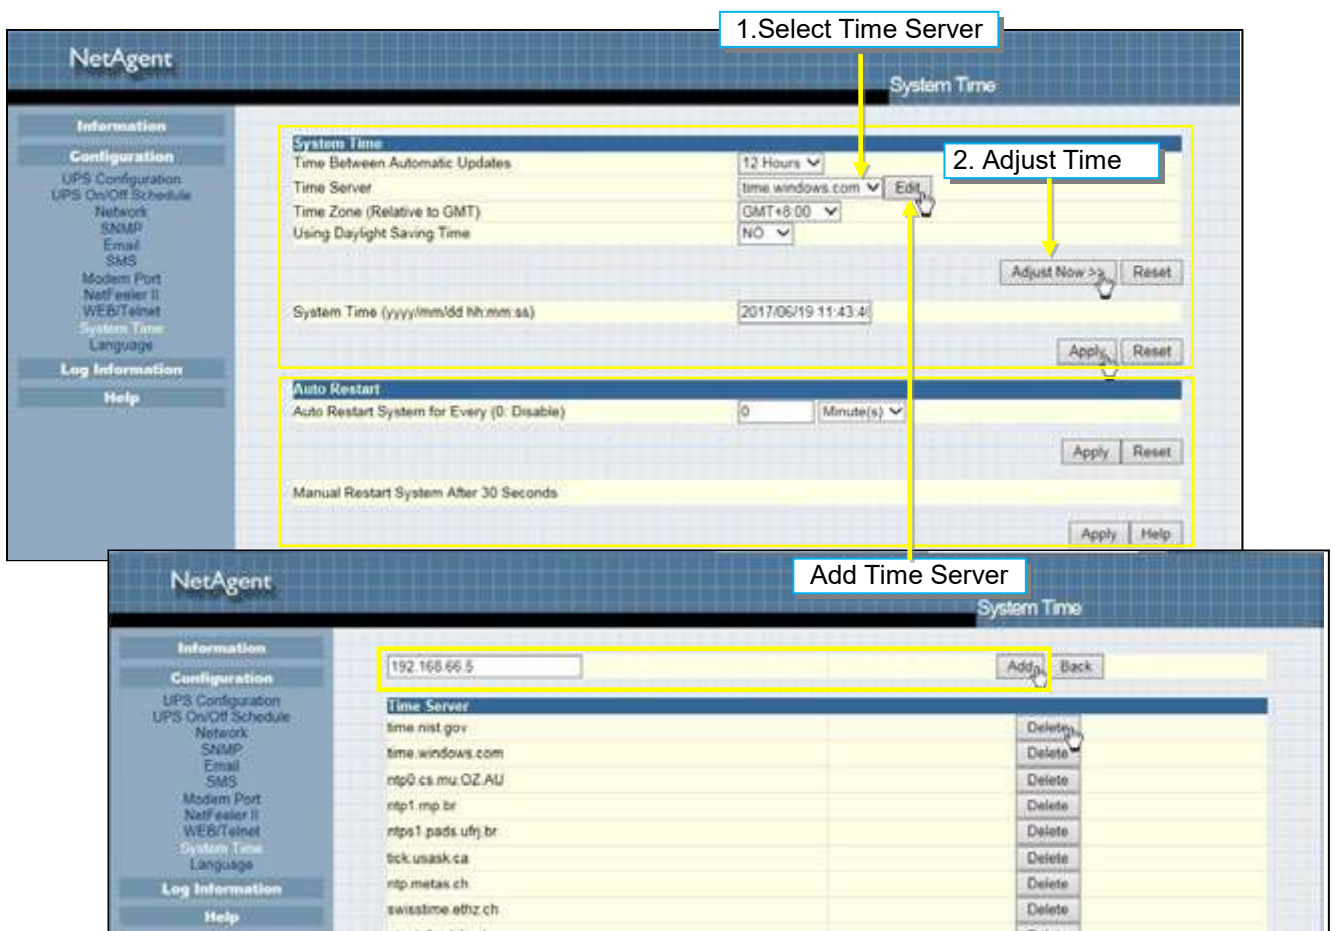 1.Select Time Server
NetAgent
System Time
Information
Configuration
UPS Configuration
UPS On/Off Schedule
Network
SNMP
Email
SMS
Modem Port
NetFeeler II
WEB/Telnet
System Time
Language
Log Information
Help
System Time
Time Between Automatic Updates 12 Hours
2. Adjust Time
Time Server time.windows.com Edit
Time Zone (Relative to GMT) GMT+8:00
Using Daylight Saving Time NO
Adjust Now >> Reset
System Time (yyyy/mm/dd hh:mm:ss) 2017/06/19 11:43:4
Apply Reset
Auto Restart
Auto Restart System for Every (0: Disable) 0 Minute(s)
Apply Reset
Manual Restart System After 30 Seconds
Apply Help
Add Time Server
NetAgent
System Time
Information
Configuration
UPS Configuration
UPS On/Off Schedule
Network
SNMP
Email
SMS
Modem Port
NetFeeler II
WEB/Telnet
System Time
Language
Log Information
Help
192.168.66.5 Add Back
Time Server
time.nist.gov Delete
time.windows.com Delete
ntp0.cs.mu.OZ.AU Delete
ntp1.rnp.br Delete
ntps1.pads.ufrj.br Delete
tick.usask.ca Delete
ntp.metas.ch Delete
swisstime.ethz.ch Delete